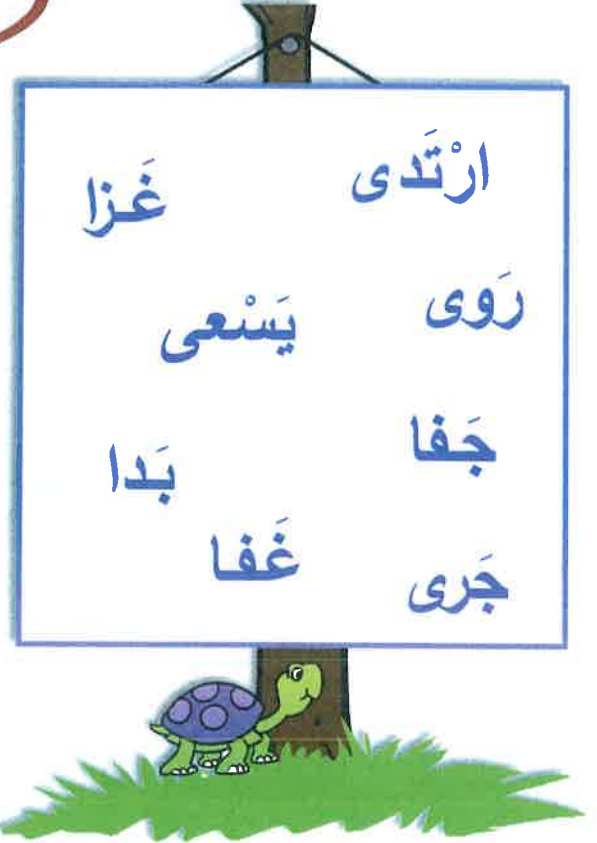 ارْتَدى
غَزا
رَوى
يَسْعى
جَفا
بَدا
غَفا
جَرى